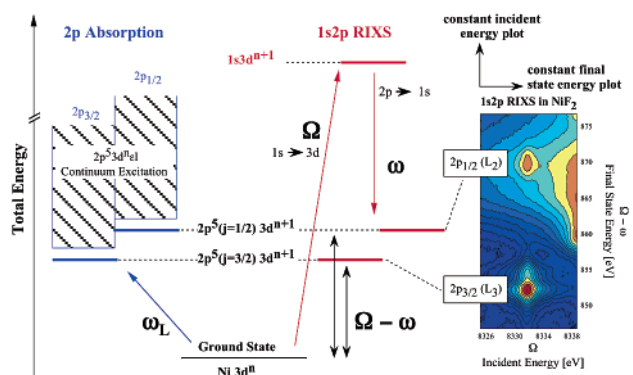 2p Absorption
1s2p RIXS
constant incident
energy plot
constant final
state energy plot
1s2p RIXS in NiF₂
Total Energy
2p₁/₂
2p₃/₂
2p⁵3dⁿεl
Continuum Excitation
1s3dⁿ⁺¹
2p → 1s
Ω
1s → 3d
ω
2p⁵(j=1/2) 3dⁿ⁺¹
2p⁵(j=3/2) 3dⁿ⁺¹
ω_L
Ω – ω
Ground State
Ni 3dⁿ
2p₁/₂ (L₂)
2p₃/₂ (L₃)
875
870
865
860
855
850
Final State Energy [eV]
Ω – ω
8326 8330 8334 8338
Ω
Incident Energy [eV]